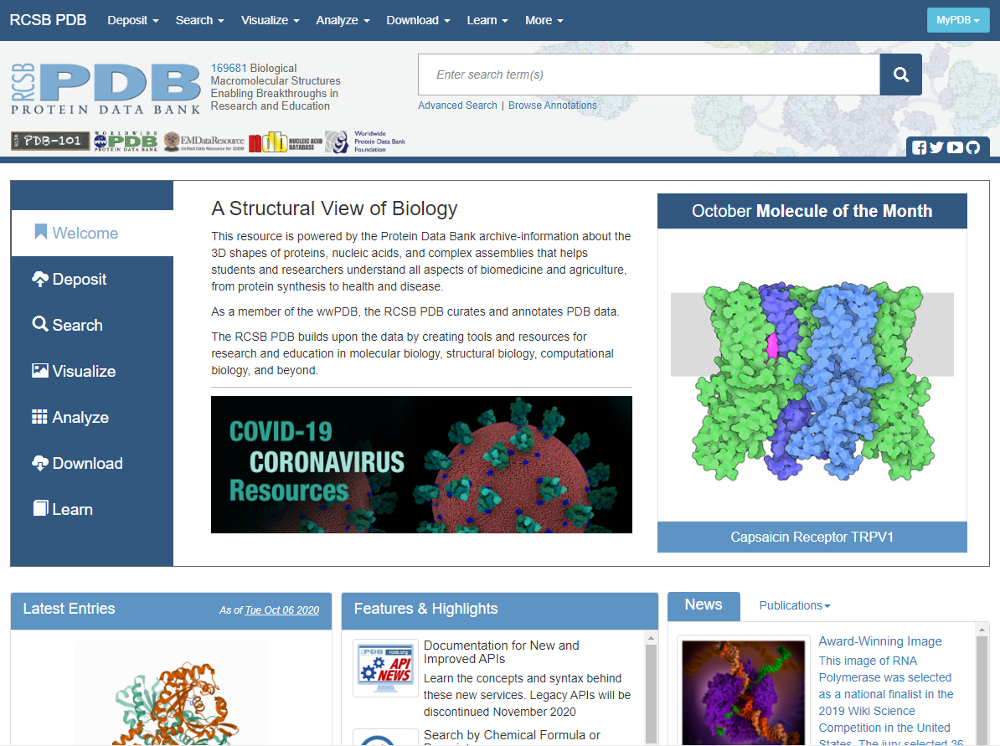 RCSB PDB Deposit Search Visualize Analyze Download Learn More MyPDB
RCSB PDB
PROTEIN DATA BANK
169681 Biological
Macromolecular Structures
Enabling Breakthroughs in
Research and Education
Enter search term(s)
Advanced Search | Browse Annotations
PDB-101
WORLDWIDE
PDB
PROTEIN DATA BANK
EMDataResource
Unified Data Resource for 3DEM
ndb
NUCLEIC ACID
DATABASE
Worldwide
Protein Data Bank
Foundation
Welcome
Deposit
Search
Visualize
Analyze
Download
Learn
A Structural View of Biology
This resource is powered by the Protein Data Bank archive-information about the
3D shapes of proteins, nucleic acids, and complex assemblies that helps
students and researchers understand all aspects of biomedicine and agriculture,
from protein synthesis to health and disease.
As a member of the wwPDB, the RCSB PDB curates and annotates PDB data.
The RCSB PDB builds upon the data by creating tools and resources for
research and education in molecular biology, structural biology, computational
biology, and beyond.
COVID-19
CORONAVIRUS
Resources
October Molecule of the Month
Capsaicin Receptor TRPV1
Latest Entries As of Tue Oct 06 2020
Features & Highlights
PDB rcsb.org
API
NEWS
Documentation for New and
Improved APIs
Learn the concepts and syntax behind
these new services. Legacy APIs will be
discontinued November 2020
Search by Chemical Formula or
News Publications
Award-Winning Image
This image of RNA
Polymerase was selected
as a national finalist in the
2019 Wiki Science
Competition in the United
States. The jury selected 36